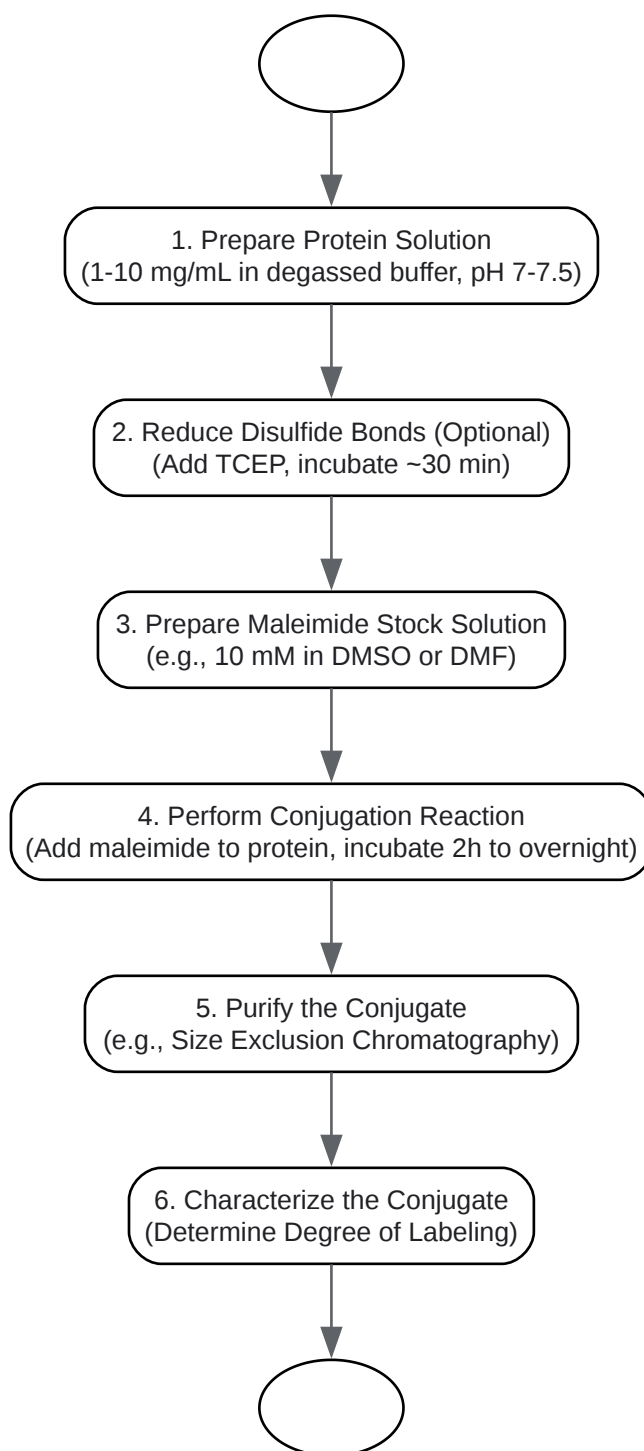 1. Prepare Protein Solution
(1-10 mg/mL in degassed buffer, pH 7-7.5)
2. Reduce Disulfide Bonds (Optional)
(Add TCEP, incubate ~30 min)
3. Prepare Maleimide Stock Solution
(e.g., 10 mM in DMSO or DMF)
4. Perform Conjugation Reaction
(Add maleimide to protein, incubate 2h to overnight)
5. Purify the Conjugate
(e.g., Size Exclusion Chromatography)
6. Characterize the Conjugate
(Determine Degree of Labeling)